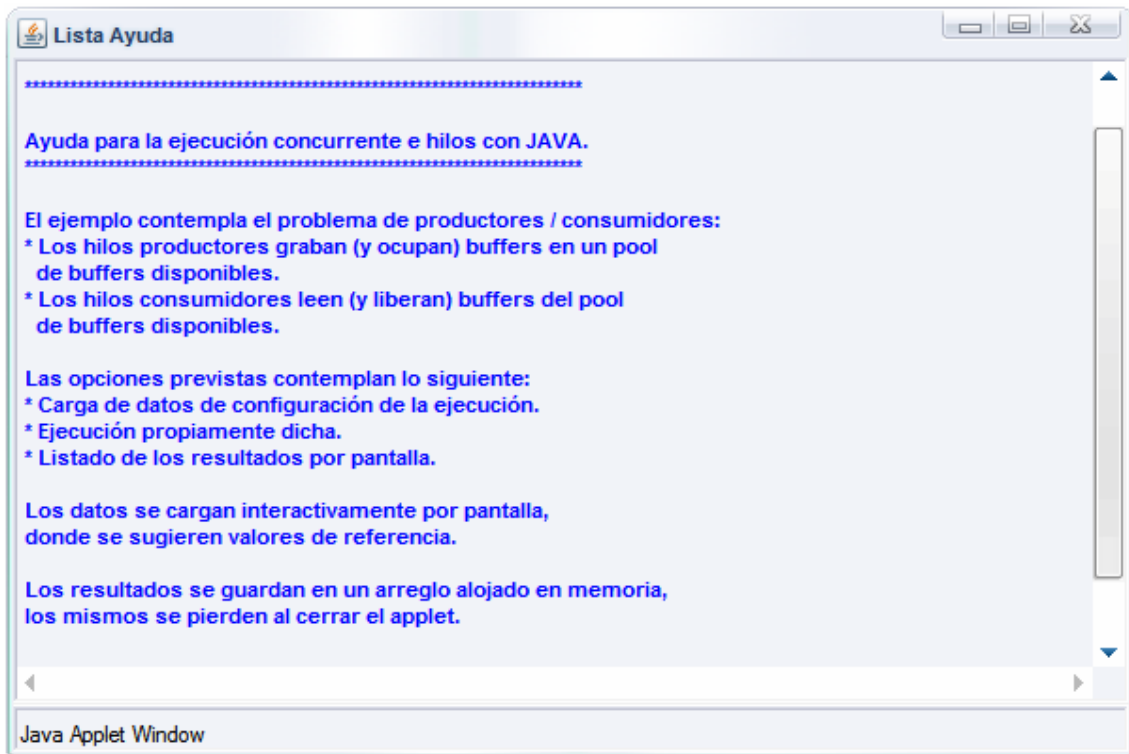 Lista Ayuda
**************************************************************************
Ayuda para la ejecución concurrente e hilos con JAVA.
**************************************************************************
El ejemplo contempla el problema de productores / consumidores:
* Los hilos productores graban (y ocupan) buffers en un pool
de buffers disponibles.
* Los hilos consumidores leen (y liberan) buffers del pool
de buffers disponibles.
Las opciones previstas contemplan lo siguiente:
* Carga de datos de configuración de la ejecución.
* Ejecución propiamente dicha.
* Listado de los resultados por pantalla.
Los datos se cargan interactivamente por pantalla,
donde se sugieren valores de referencia.
Los resultados se guardan en un arreglo alojado en memoria,
los mismos se pierden al cerrar el applet.
Java Applet Window